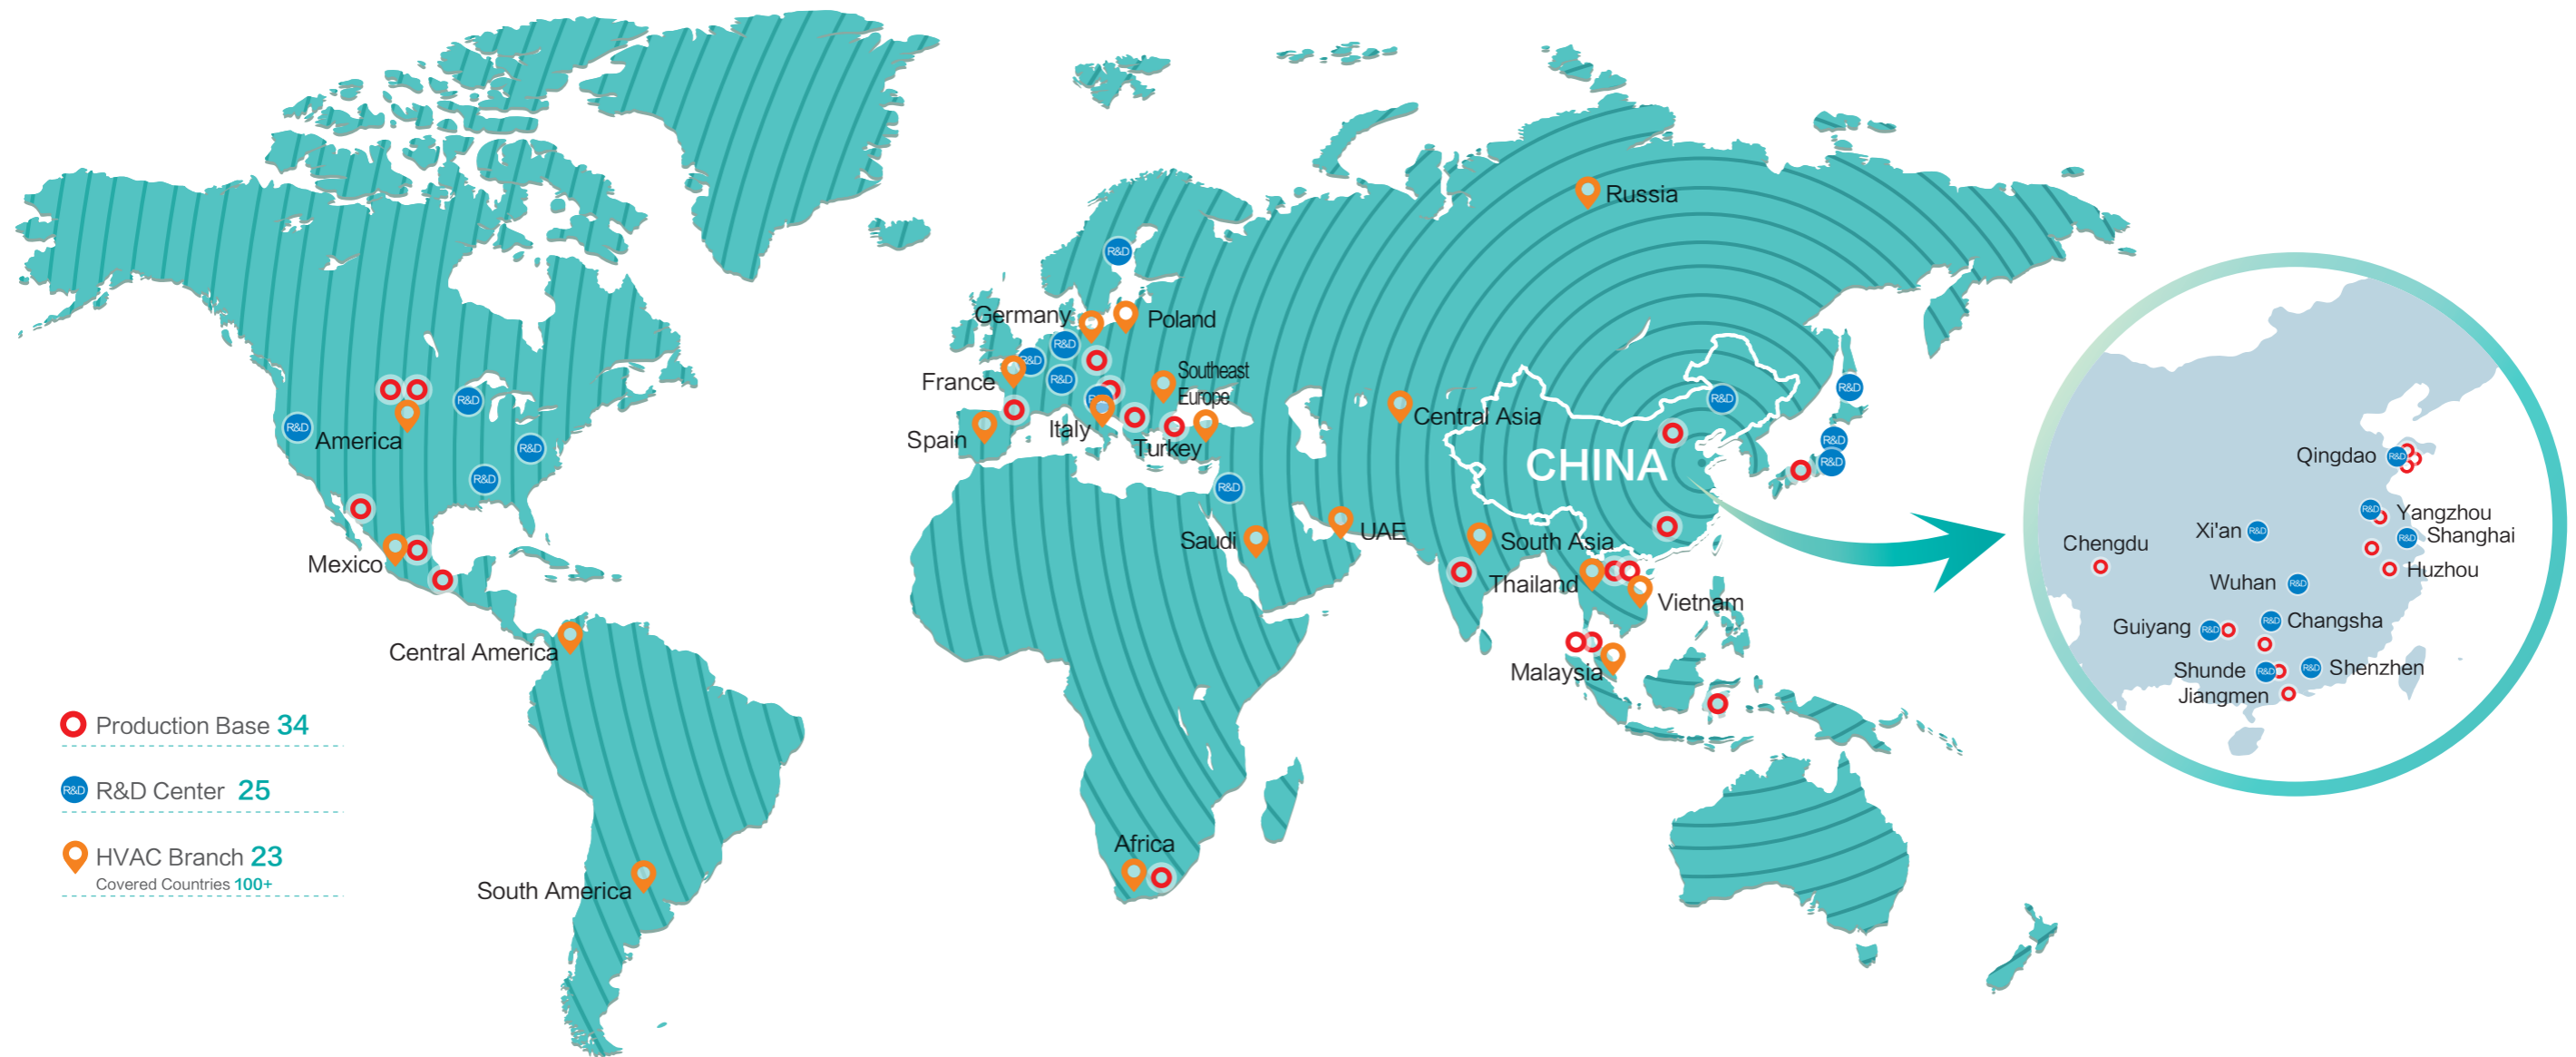 Russia
R&D
Germany
Poland
R&D
R&D
France
R&D
Southeast
Europe
Spain
Italy
Turkey
R&D
R&D
R&D
America
R&D
R&D
Central Asia
CHINA
R&D
R&D
R&D
R&D
Mexico
Saudi
UAE
South Asia
Thailand
Vietnam
Malaysia
Central America
South America
Africa
Production Base 34
R&D R&D Center 25
HVAC Branch 23
Covered Countries 100+
Qingdao R&D
R&D Yangzhou
Xi'an R&D
R&D Shanghai
Chengdu
Huzhou
Wuhan R&D
Guiyang R&D
R&D Changsha
Shunde R&D
R&D Shenzhen
Jiangmen